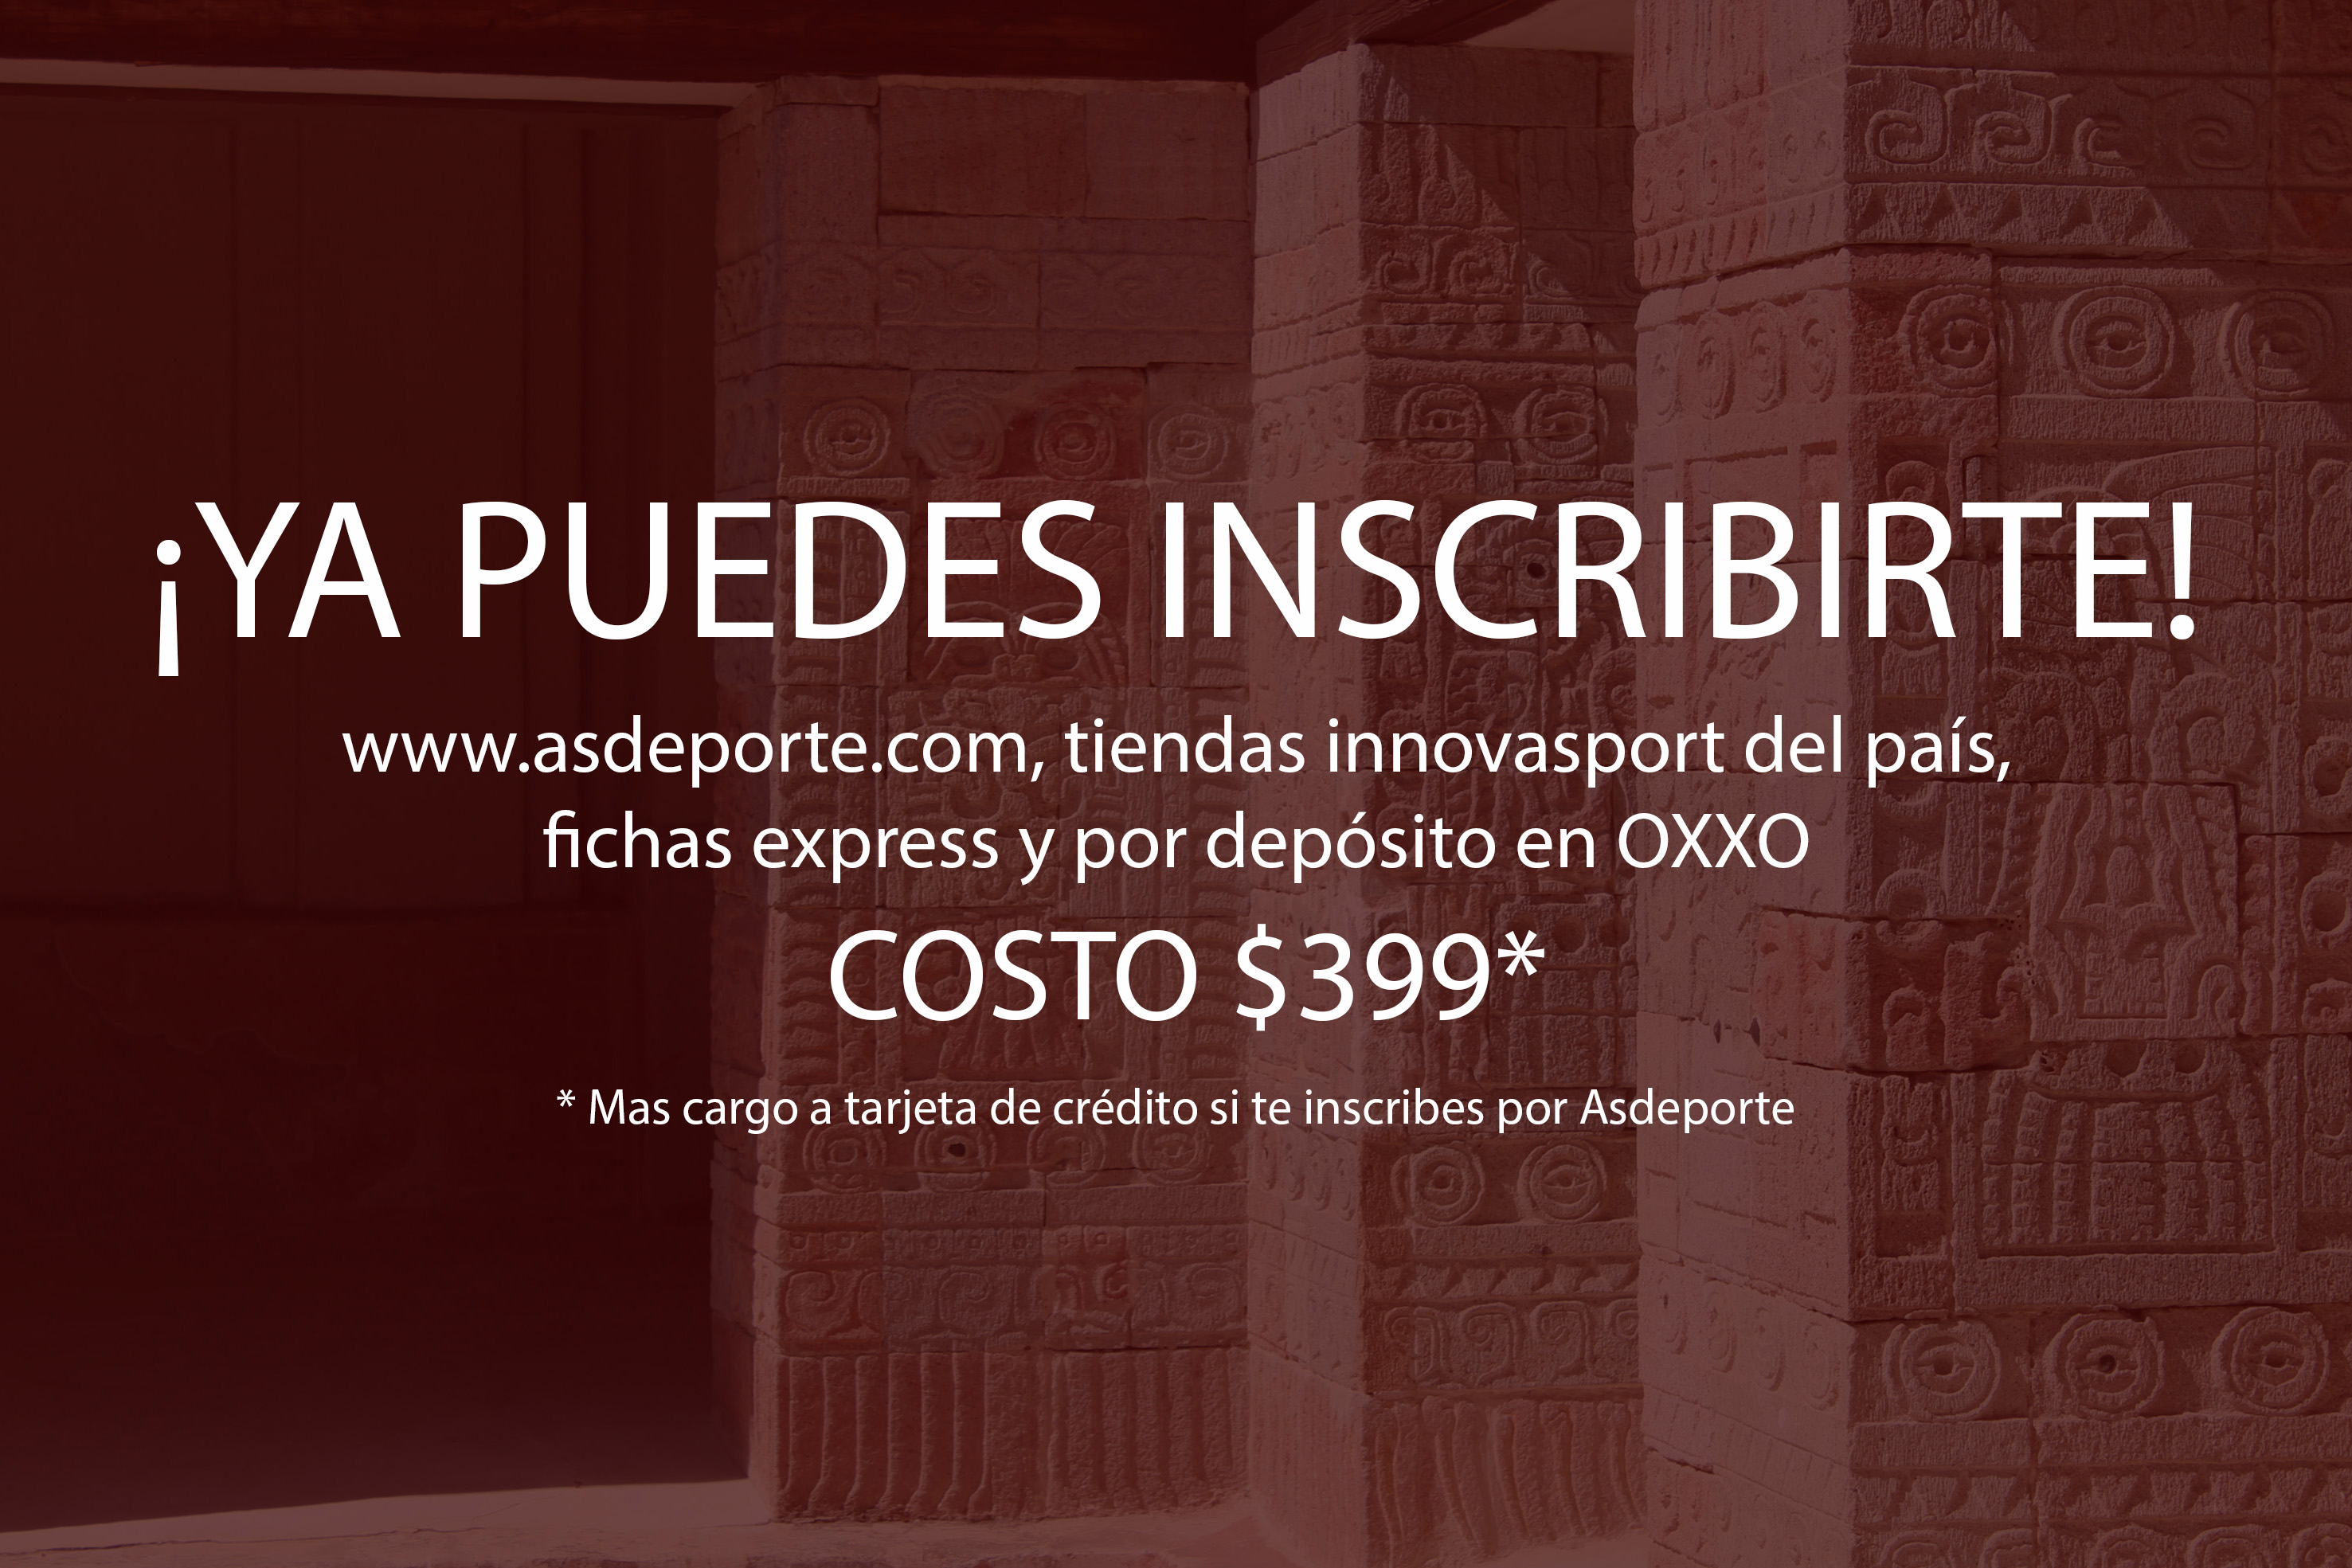 ¡YA PUEDES INSCRIBIRTE!
www.asdeporte.com, tiendas innovasport del país,
fichas express y por depósito en OXXO
COSTO $399*
* Mas cargo a tarjeta de crédito si te inscribes por Asdeporte